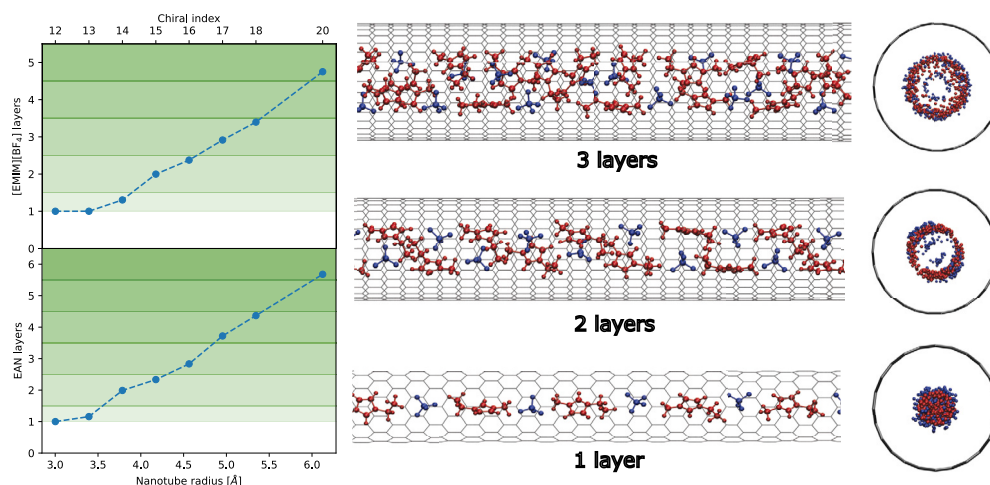 Chiral index
12 13 14 15 16 17 18 20
[EMIM][BF4] layers
5
4
3
2
1
0
EAN layers
6
5
4
3
2
1
0
3.0 3.5 4.0 4.5 5.0 5.5 6.0
Nanotube radius [Å]
3 layers
2 layers
1 layer